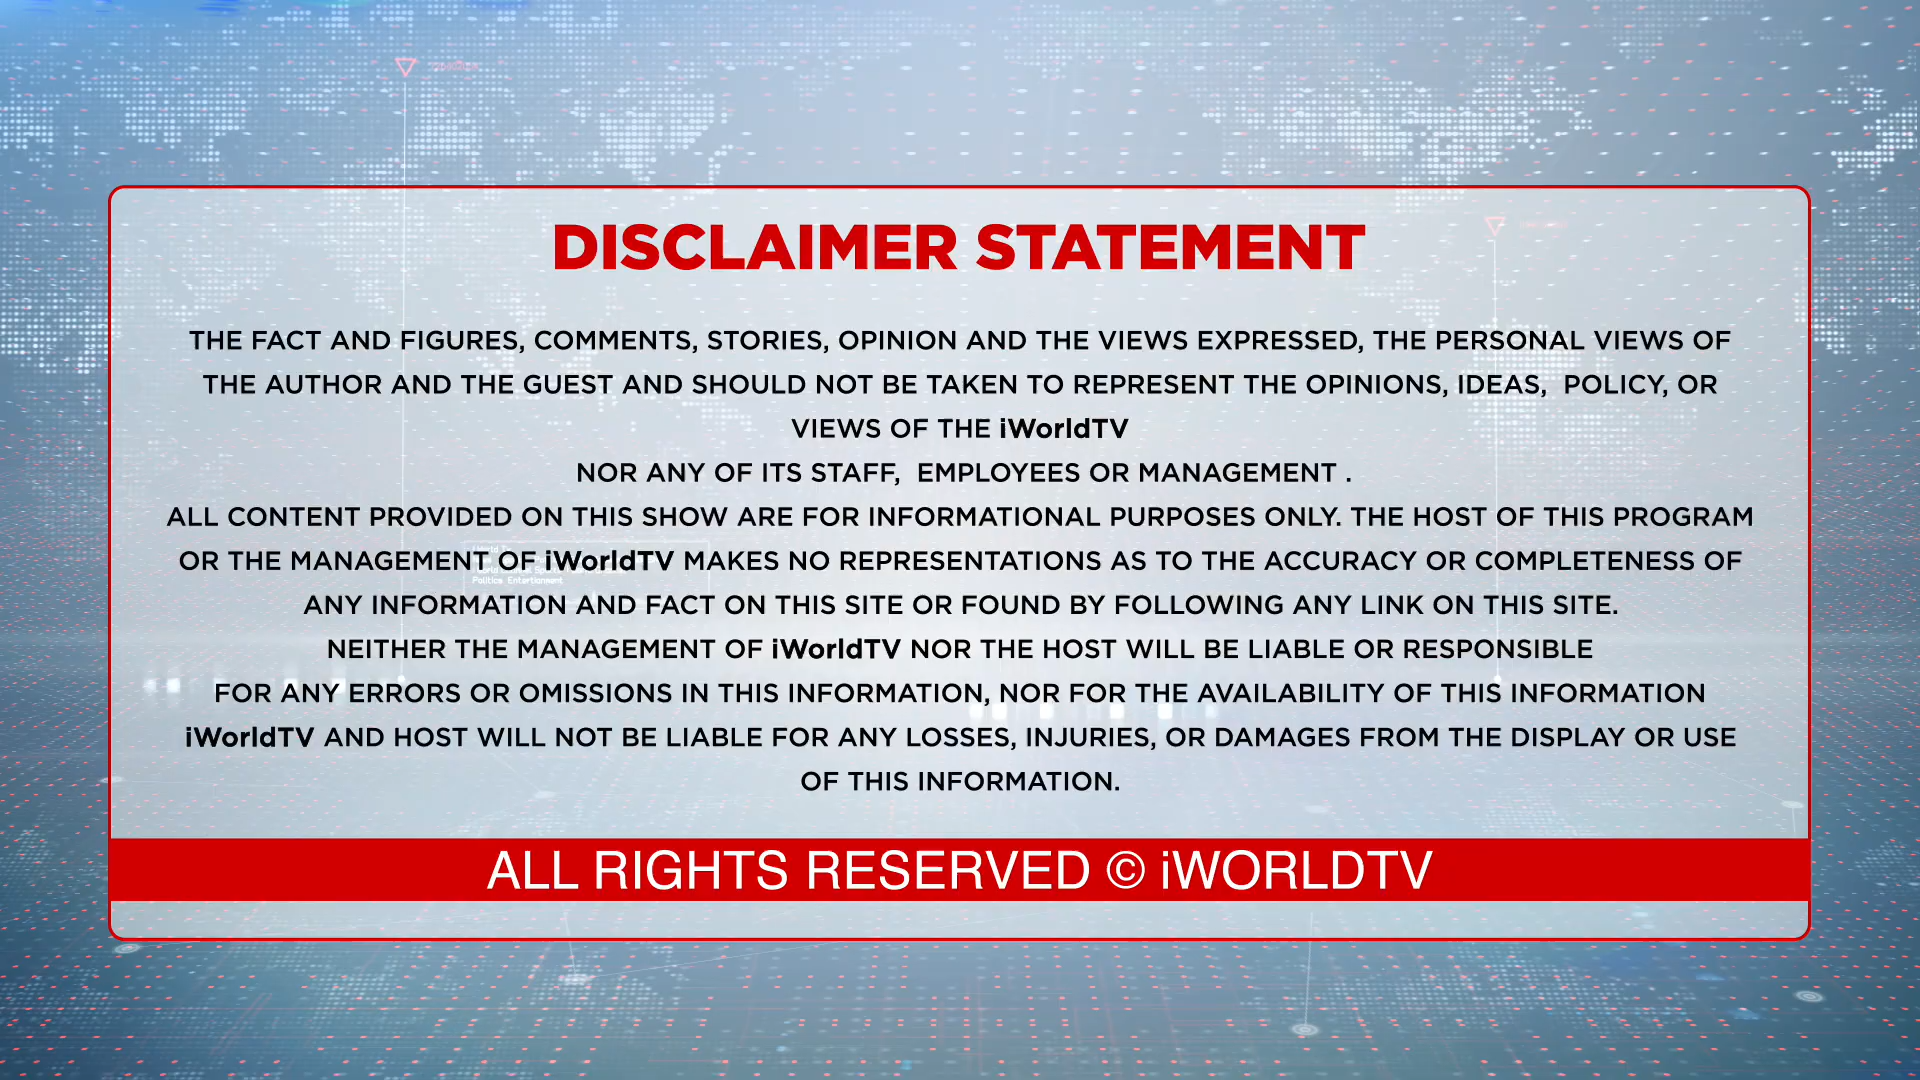 DISCLAIMER STATEMENT
THE FACT AND FIGURES, COMMENTS, STORIES, OPINION AND THE VIEWS EXPRESSED, THE PERSONAL VIEWS OF
THE AUTHOR AND THE GUEST AND SHOULD NOT BE TAKEN TO REPRESENT THE OPINIONS, IDEAS, POLICY, OR
VIEWS OF THE iWorldTV
NOR ANY OF ITS STAFF, EMPLOYEES OR MANAGEMENT .
ALL CONTENT PROVIDED ON THIS SHOW ARE FOR INFORMATIONAL PURPOSES ONLY. THE HOST OF THIS PROGRAM
OR THE MANAGEMENT OF iWorldTV MAKES NO REPRESENTATIONS AS TO THE ACCURACY OR COMPLETENESS OF
Politics Entertionment
ANY INFORMATION AND FACT ON THIS SITE OR FOUND BY FOLLOWING ANY LINK ON THIS SITE.
NEITHER THE MANAGEMENT OF iWorldTV NOR THE HOST WILL BE LIABLE OR RESPONSIBLE
FOR ANY ERRORS OR OMISSIONS IN THIS INFORMATION, NOR FOR THE AVAILABILITY OF THIS INFORMATION
iWorldTV AND HOST WILL NOT BE LIABLE FOR ANY LOSSES, INJURIES, OR DAMAGES FROM THE DISPLAY OR USE
OF THIS INFORMATION.
ALL RIGHTS RESERVED © iWORLDTV